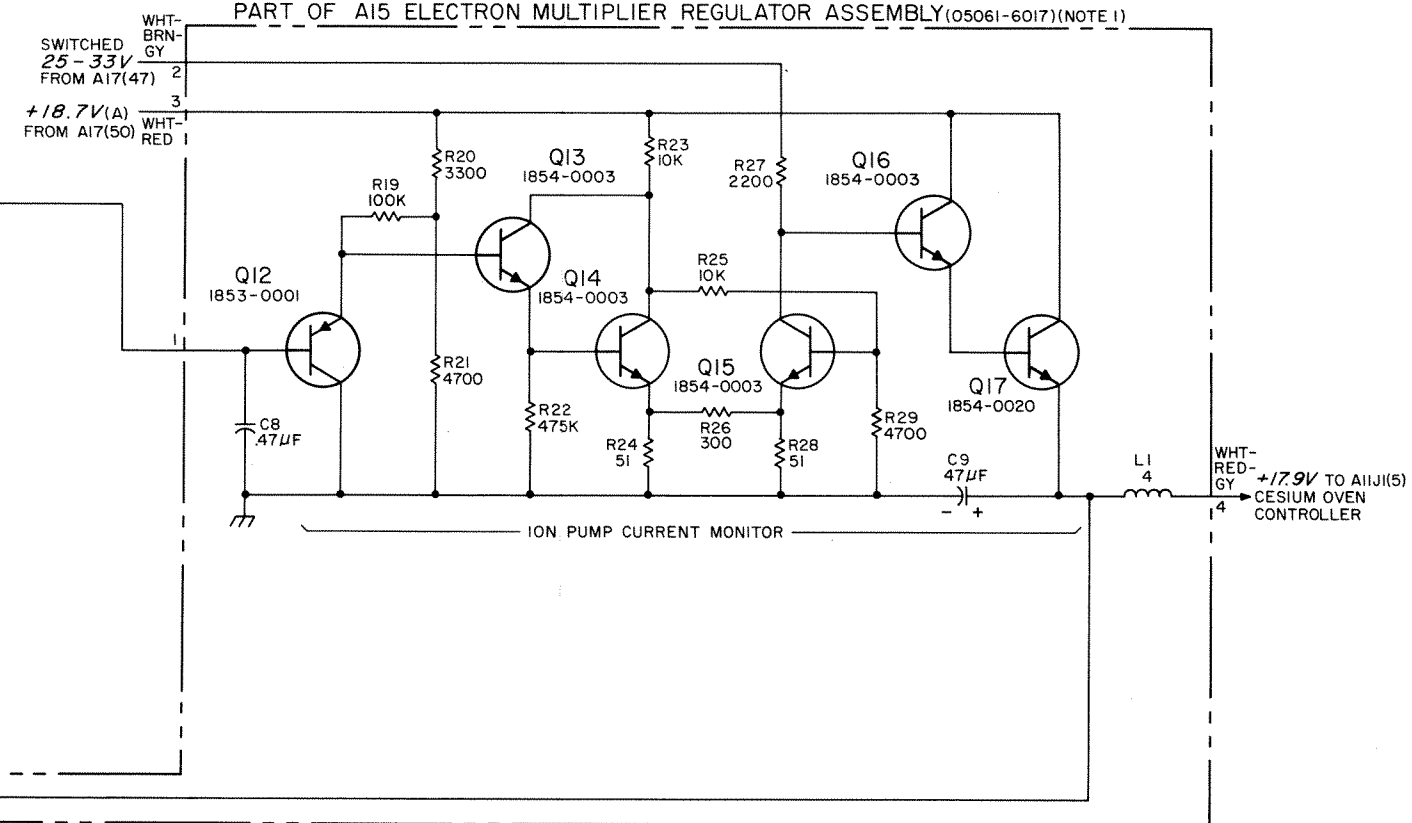 PART OF A15 ELECTRON MULTIPLIER REGULATOR ASSEMBLY(05061-6017)(NOTE 1)
WHT-
BRN-
GY
SWITCHED
25-33V
FROM A17(47)
2
3
+18.7V(A)
FROM A17(50)
WHT-
RED
R20
3300
Q13
1854-0003
R23
10K
R27
2200
Q16
1854-0003
R19
100K
Q12
1853-0001
Q14
1854-0003
R25
10K
1
R21
4700
Q15
1854-0003
Q17
1854-0020
C8
.47µF
R22
475K
R24
51
R26
300
R28
51
R29
4700
C9
47µF
- +
L1
4
WHT-
RED-
GY
4
+17.9V TO A11J1(5)
CESIUM OVEN
CONTROLLER
ION PUMP CURRENT MONITOR